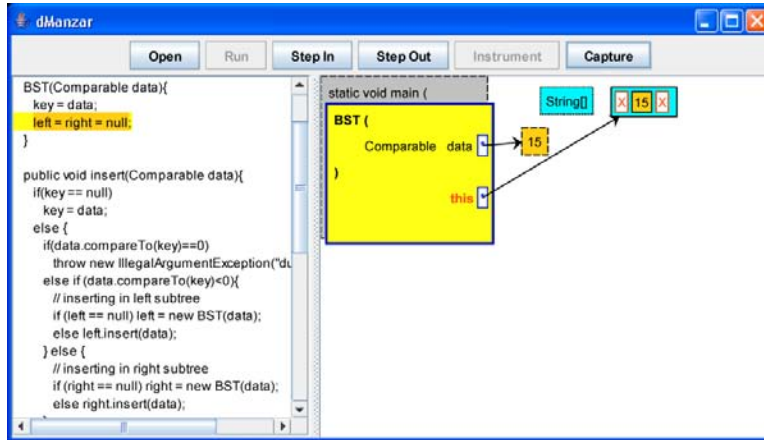 dManzar
Open Run Step In Step Out Instrument Capture
BST(Comparable data){
key = data;
left = right = null;
}
public void insert(Comparable data){
if(key == null)
key = data;
else {
if(data.compareTo(key)==0)
throw new IllegalArgumentException("du
else if (data.compareTo(key)<0){
// inserting in left subtree
if (left == null) left = new BST(data);
else left.insert(data);
} else {
// inserting in right subtree
if (right == null) right = new BST(data);
else right.insert(data);
static void main (
BST (
Comparable data
)
this
15
String[]
X 15 X